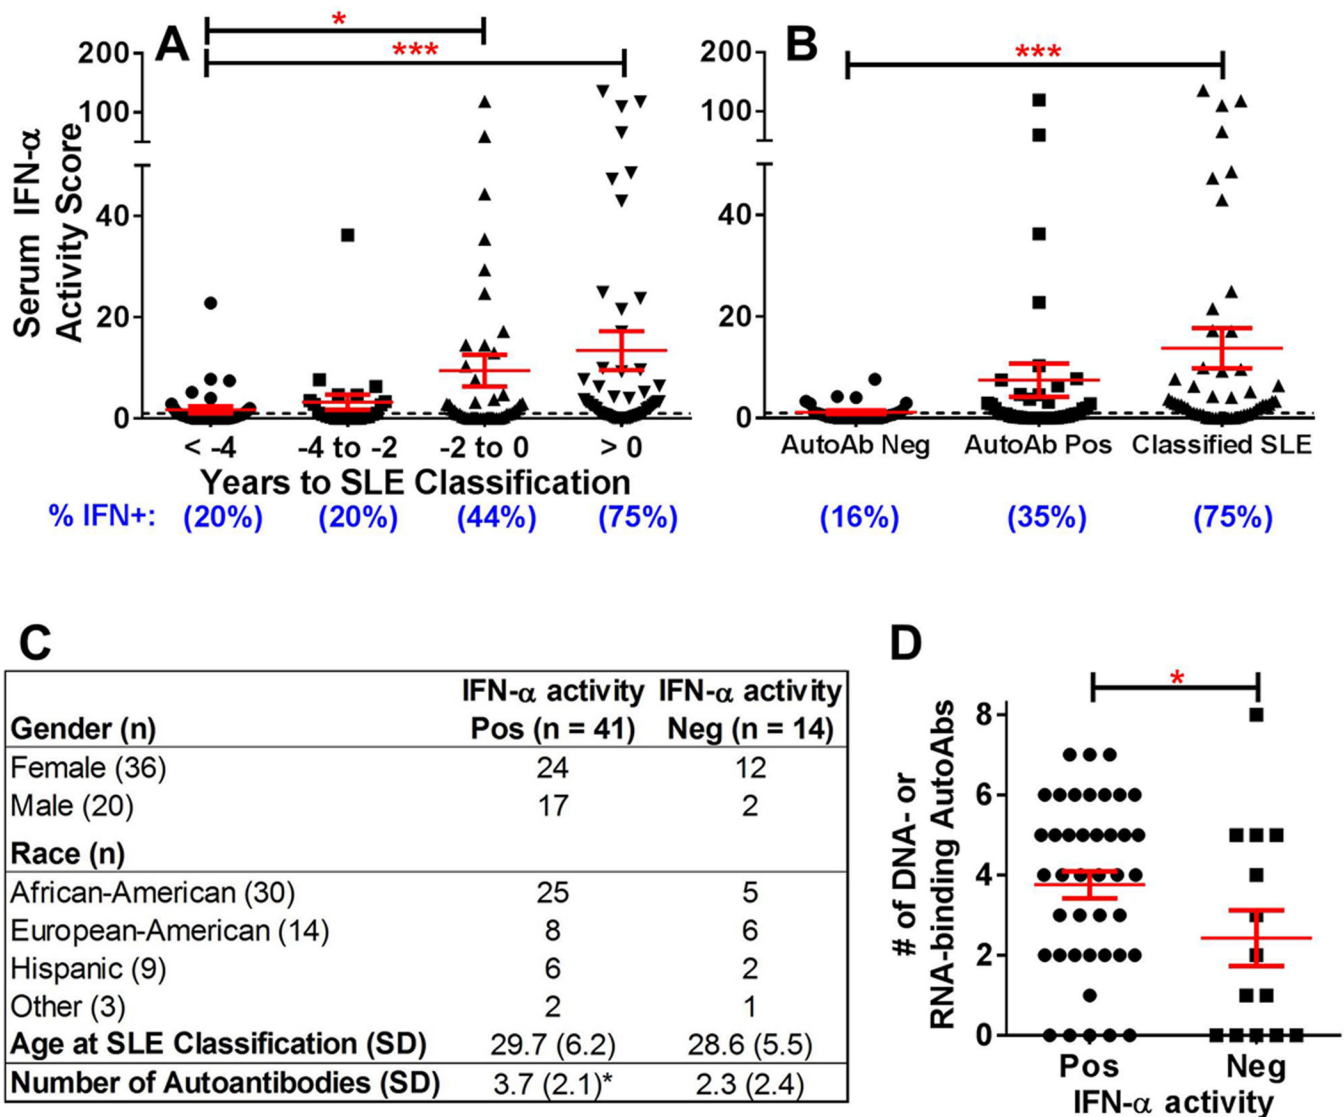 A
*
***
200
100
40
20
0
Serum IFN-α
Activity Score
< -4
-4 to -2
-2 to 0
> 0
Years to SLE Classification
% IFN+:
(20%)
(20%)
(44%)
(75%)
B
***
200
100
40
20
0
AutoAb Neg
AutoAb Pos
Classified SLE
(16%)
(35%)
(75%)
C
IFN-α activity IFN-α activity
Gender (n) Pos (n = 41) Neg (n = 14)
Female (36) 24 12
Male (20) 17 2
Race (n)
African-American (30) 25 5
European-American (14) 8 6
Hispanic (9) 6 2
Other (3) 2 1
Age at SLE Classification (SD) 29.7 (6.2) 28.6 (5.5)
Number of Autoantibodies (SD) 3.7 (2.1)* 2.3 (2.4)
D
*
8
6
4
2
0
# of DNA- or
RNA-binding AutoAbs
Pos
Neg
IFN-α activity